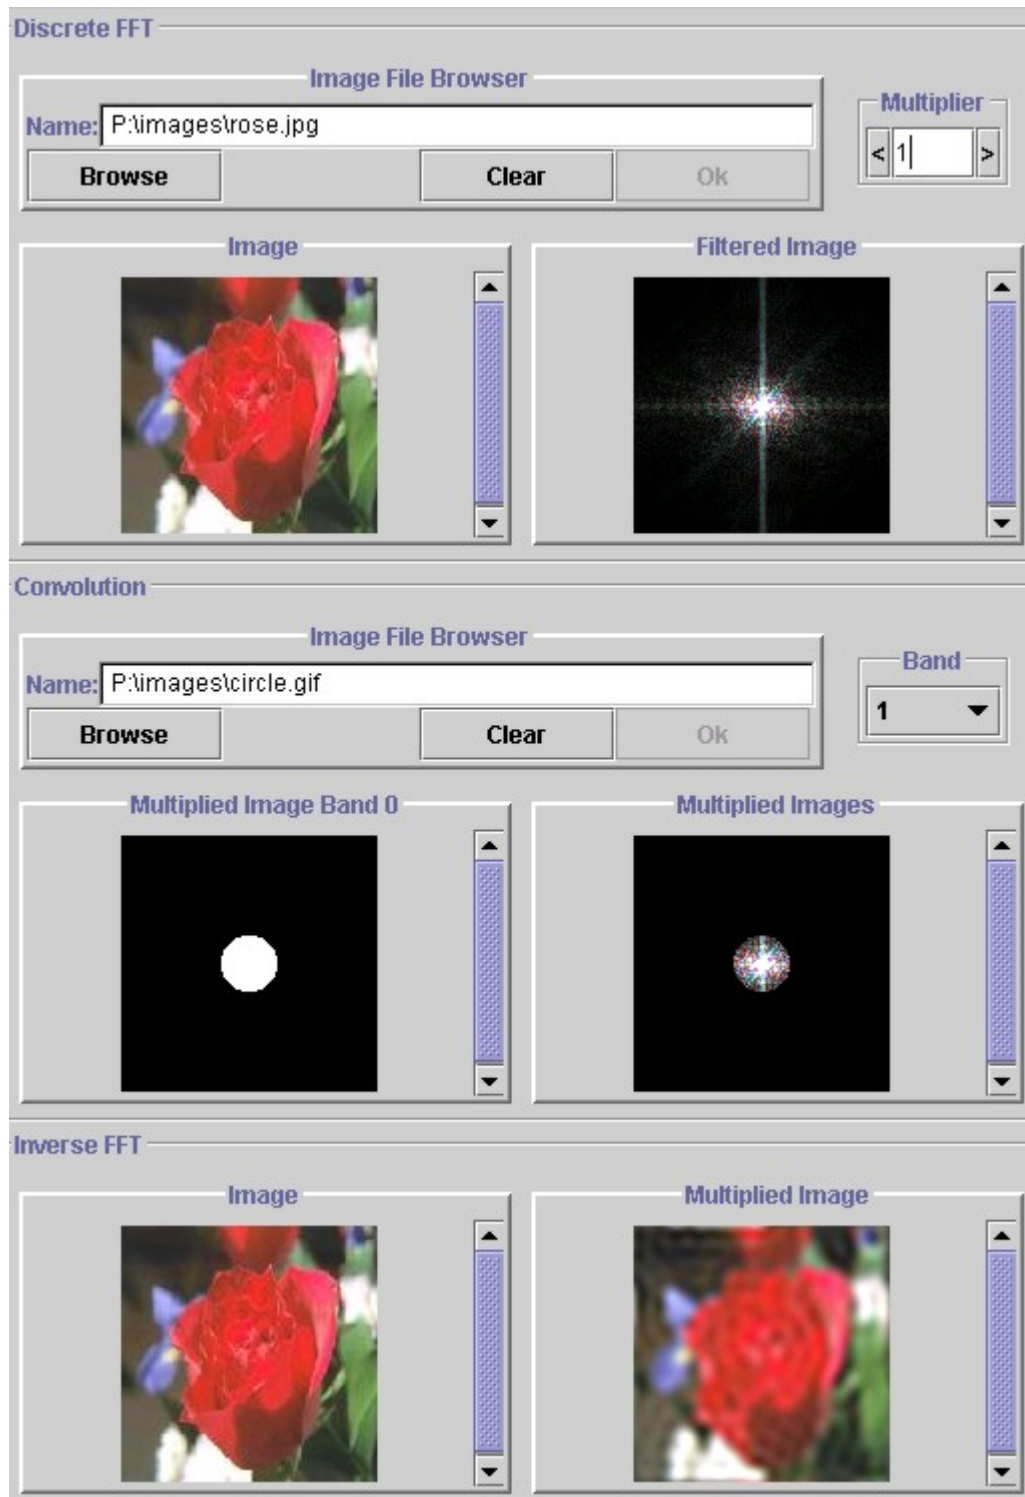 Discrete FFT
Image File Browser
Multiplier
Name: P:\images\rose.jpg
< 1 >
Browse Clear Ok
Image Filtered Image
Convolution
Image File Browser
Band
Name: P:\images\circle.gif
1
Browse Clear Ok
Multiplied Image Band 0 Multiplied Images
Inverse FFT
Image Multiplied Image